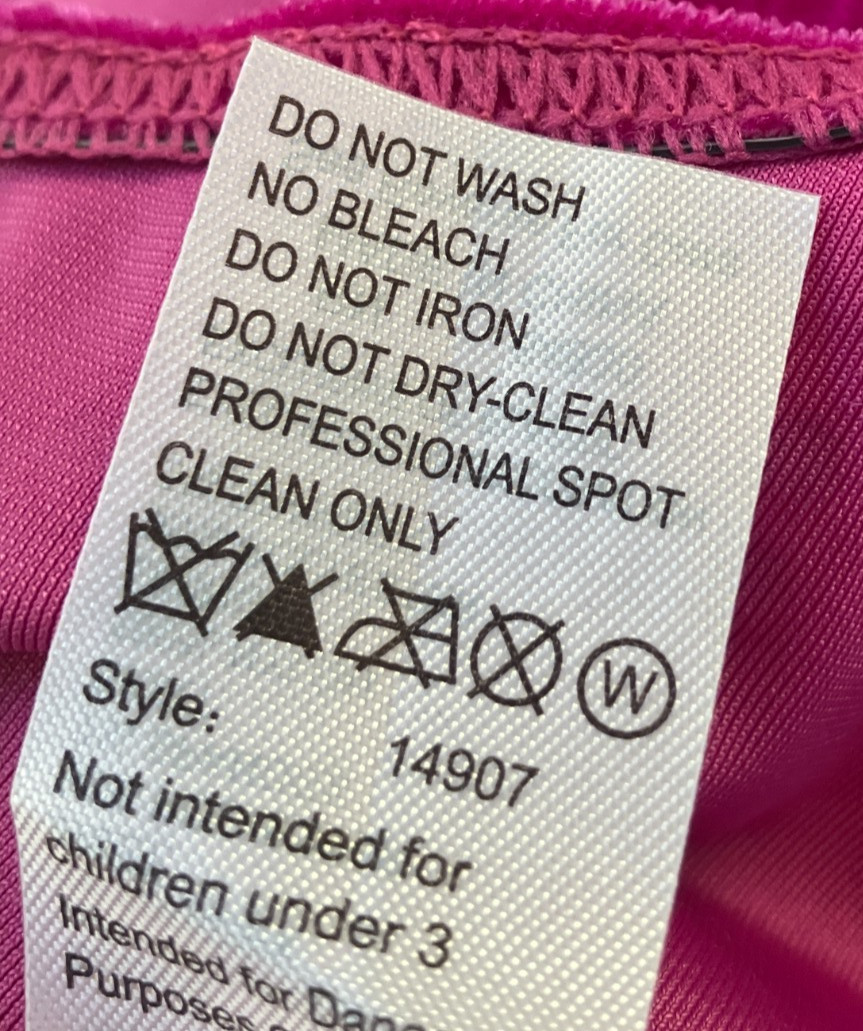 DO NOT WASH
NO BLEACH
DO NOT IRON
DO NOT DRY-CLEAN
PROFESSIONAL SPOT
CLEAN ONLY
W
Style: 14907
Not intended for
children under 3
Intended for
Purposes